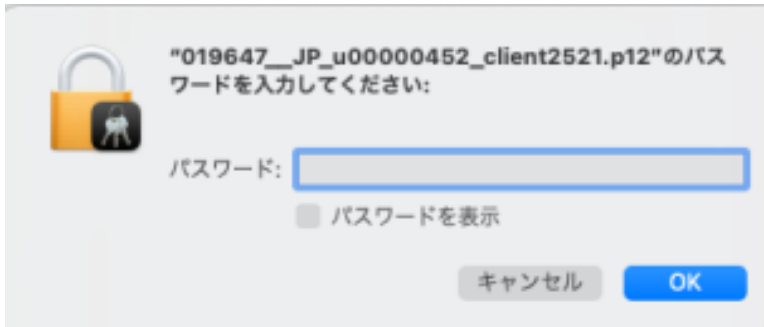 "019647__JP_u00000452_client2521.p12"のパス
ワードを入力してください:
パスワード:
パスワードを表示
キャンセル OK